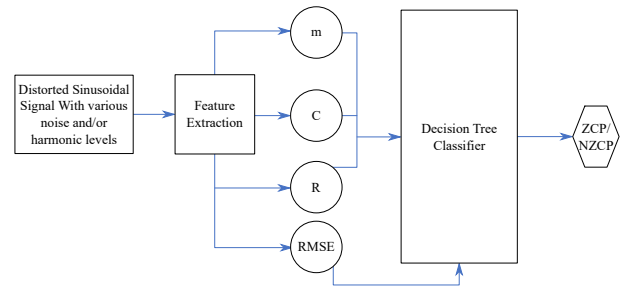 Distorted Sinusoidal
Signal With various
noise and/or
harmonic levels
Feature
Extraction
m
C
R
RMSE
Decision Tree
Classifier
ZCP/
NZCP